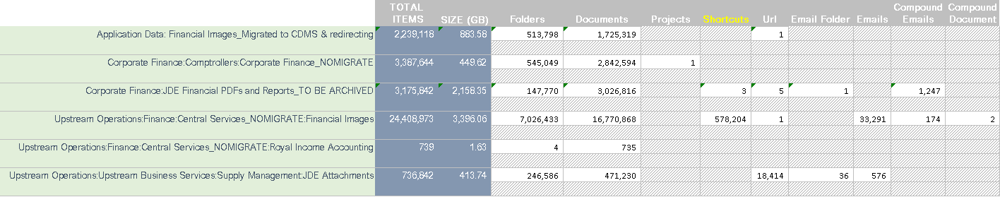 TOTAL ITEMS SIZE (GB) Folders Documents Projects Shortcuts Url Email Folder Emails Compound Emails Compound Document
Application Data: Financial Images_Migrated to CDMS & redirecting 2,239,118 883.58 513,798 1,725,319 1
Corporate Finance:Comptrollers:Corporate Finance_NOMIGRATE 3,387,644 449.62 545,049 2,842,594 1
Corporate Finance:JDE Financial PDFs and Reports_TO BE ARCHIVED 3,175,842 2,158.35 147,770 3,026,816 3 5 1 1,247
Upstream Operations:Finance:Central Services_NOMIGRATE:Financial Images 24,408,973 3,396.06 7,026,433 16,770,868 578,204 1 33,291 174 2
Upstream Operations:Finance:Central Services_NOMIGRATE:Royal Income Accounting 739 1.63 4 735
Upstream Operations:Upstream Business Services:Supply Management:JDE Attachments 736,842 413.74 246,586 471,230 18,414 36 576